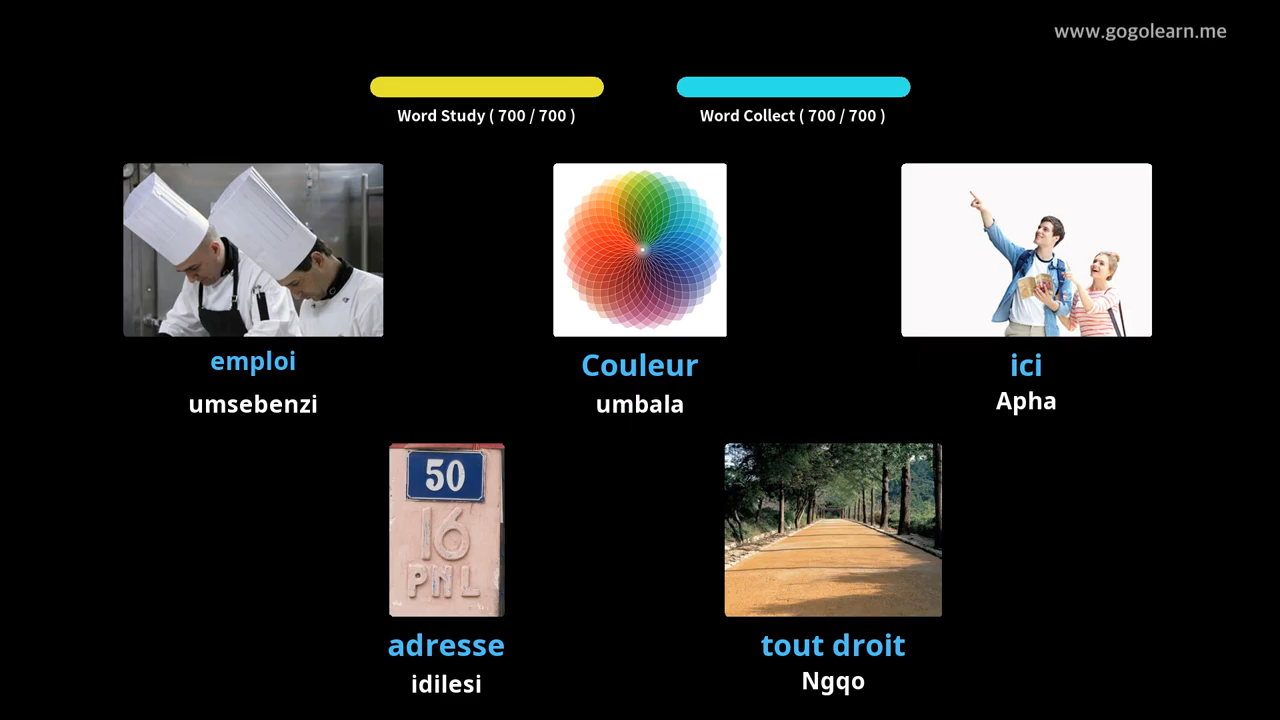 www.gogolearn.me
Word Study ( 700 / 700 )
Word Collect ( 700 / 700 )
emploi
umsebenzi
Couleur
umbala
ici
Apha
50
16
PNL
adresse
idilesi
tout droit
Ngqo